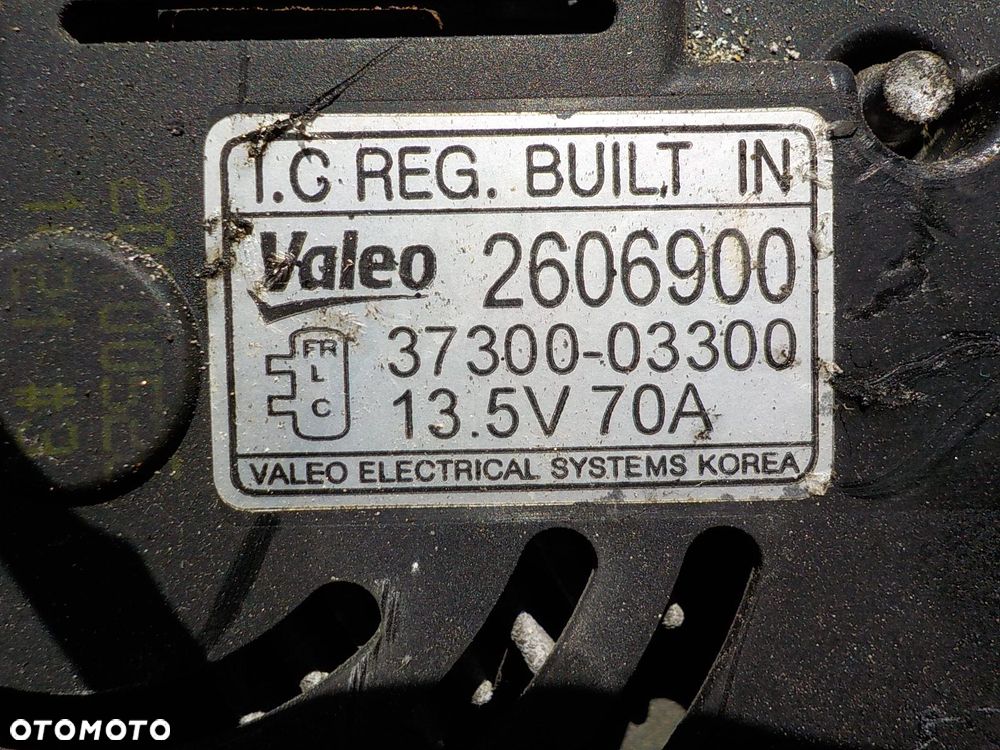 I.C REG. BUILT IN
Valeo 2606900
FR
L
C
37300-03300
13.5V 70A
VALEO ELECTRICAL SYSTEMS KOREA
OTOMOTO